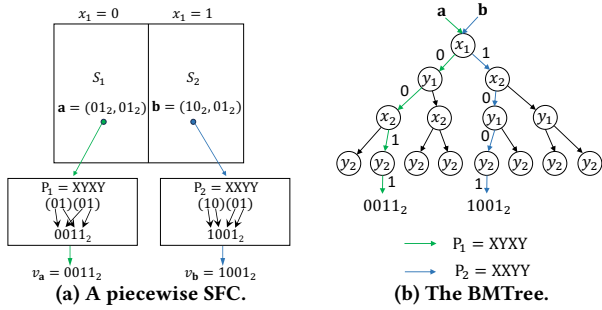 x₁ = 0 x₁ = 1
S₁ S₂
a = (01₂, 01₂) b = (10₂, 01₂)
P₁ = XYXY P₂ = XXYY
(01)(01) (10)(01)
0011₂ 1001₂
vₐ = 0011₂ v_b = 1001₂
(a) A piecewise SFC.
a b
x₁
0 1
y₁ x₂
0 0
x₂ x₂ y₁ y₁
1 0
y₂ y₂ y₂ y₂ y₂ y₂ y₂ y₂
1 1
0011₂ 1001₂
P₁ = XYXY
P₂ = XXYY
(b) The BMTree.